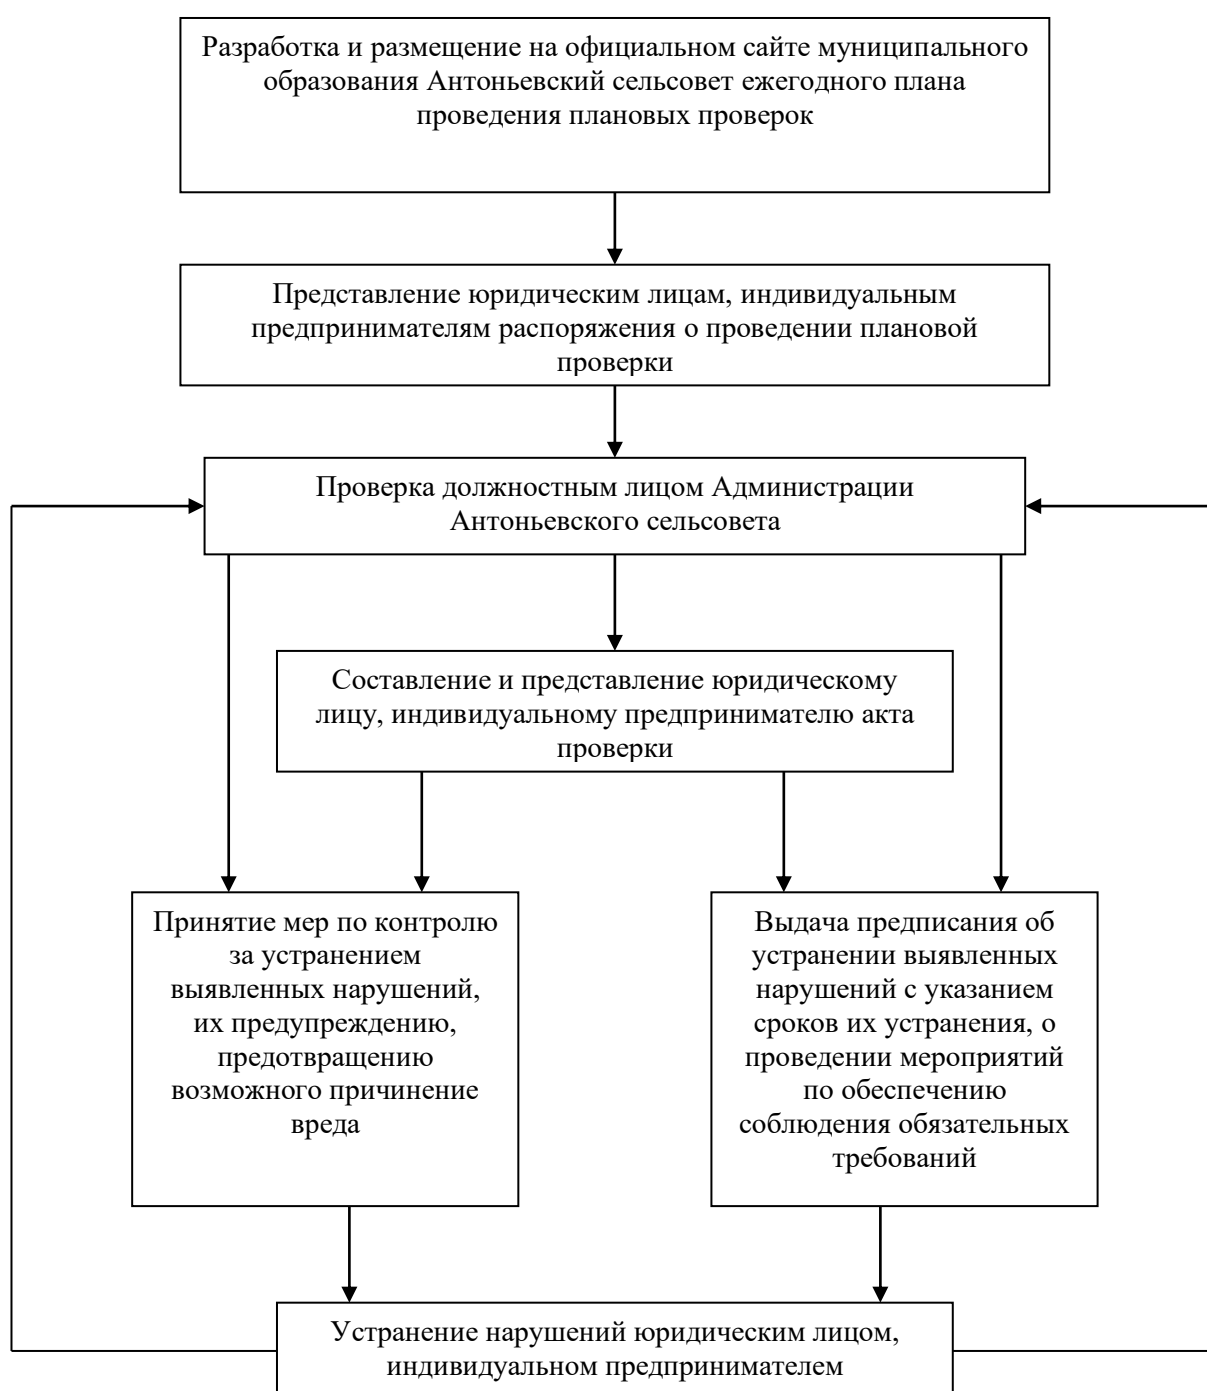 Разработка и размещение на официальном сайте муниципального
образования Антоньевский сельсовет ежегодного плана
проведения плановых проверок
Представление юридическим лицам, индивидуальным
предпринимателям распоряжения о проведении плановой
проверки
Проверка должностным лицом Администрации
Антоньевского сельсовета
Составление и представление юридическому
лицу, индивидуальному предпринимателю акта
проверки
Принятие мер по контролю
за устранением
выявленных нарушений,
их предупреждению,
предотвращению
возможного причинение
вреда
Выдача предписания об
устранении выявленных
нарушений с указанием
сроков их устранения, о
проведении мероприятий
по обеспечению
соблюдения обязательных
требований
Устранение нарушений юридическим лицом,
индивидуальном предпринимателем